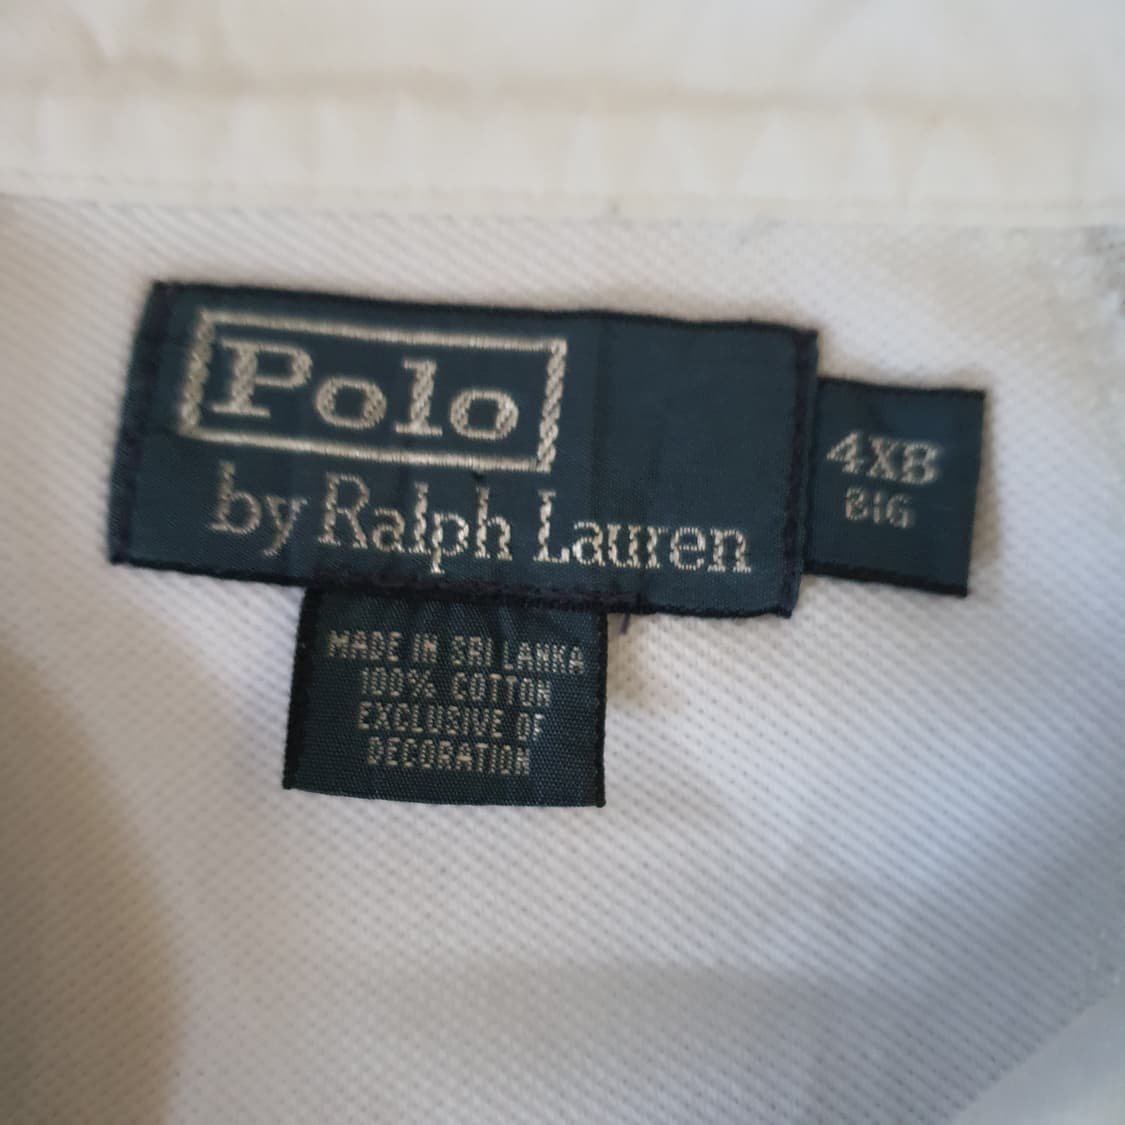 Polo
by Ralph Lauren
4XB
BIG
MADE IN SRI LANKA
100% COTTON
EXCLUSIVE OF
DECORATION